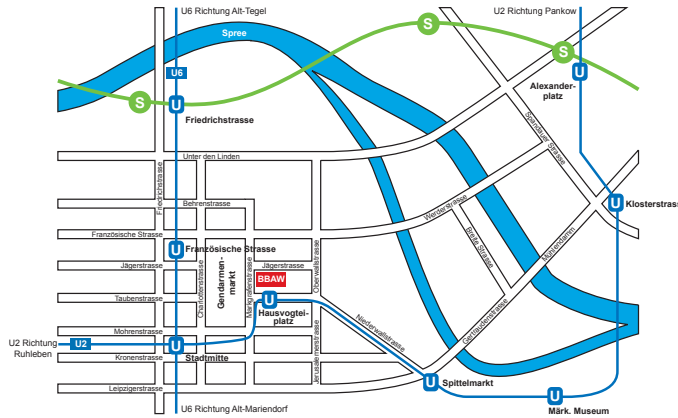 U6 Richtung Alt-Tegel
U2 Richtung Pankow
Spree
S
S
U6
U
S
U
Alexander-
platz
Friedrichstrasse
Spandauer Strasse
Unter den Linden
Friedrichstrasse
Behrenstrasse
Werderstrasse
U
Klosterstrass
Französische Strasse
U
Französische Strasse
Breite Strasse
Mühlendamm
Jägerstrasse
Charlottenstrasse
Gendarmen-
markt
Markgrafenstrasse
Jägerstrasse
Oberwallstrasse
BBAW
Taubenstrasse
U
Hausvogtei-
platz
Niederwallstrasse
Gertraudenstrasse
Mohrenstrasse
U2 Richtung
Ruhleben
U2
U
Stadtmitte
Kronenstrasse
Jerusalemerstrasse
Leipzigerstrasse
U
Spittelmarkt
U
Märk. Museum
U6 Richtung Alt-Mariendorf